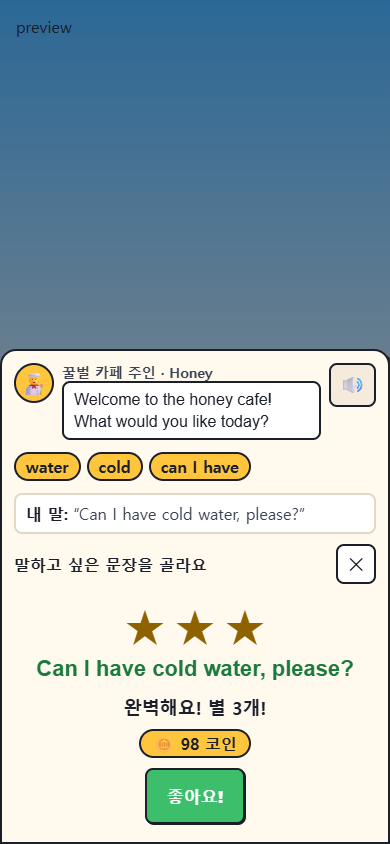 preview
꿀벌 카페 주인 · Honey
Welcome to the honey cafe!
What would you like today?
water cold can I have
내 말: “Can I have cold water, please?”
말하고 싶은 문장을 골라요
Can I have cold water, please?
완벽해요! 별 3개!
98 코인
좋아요!